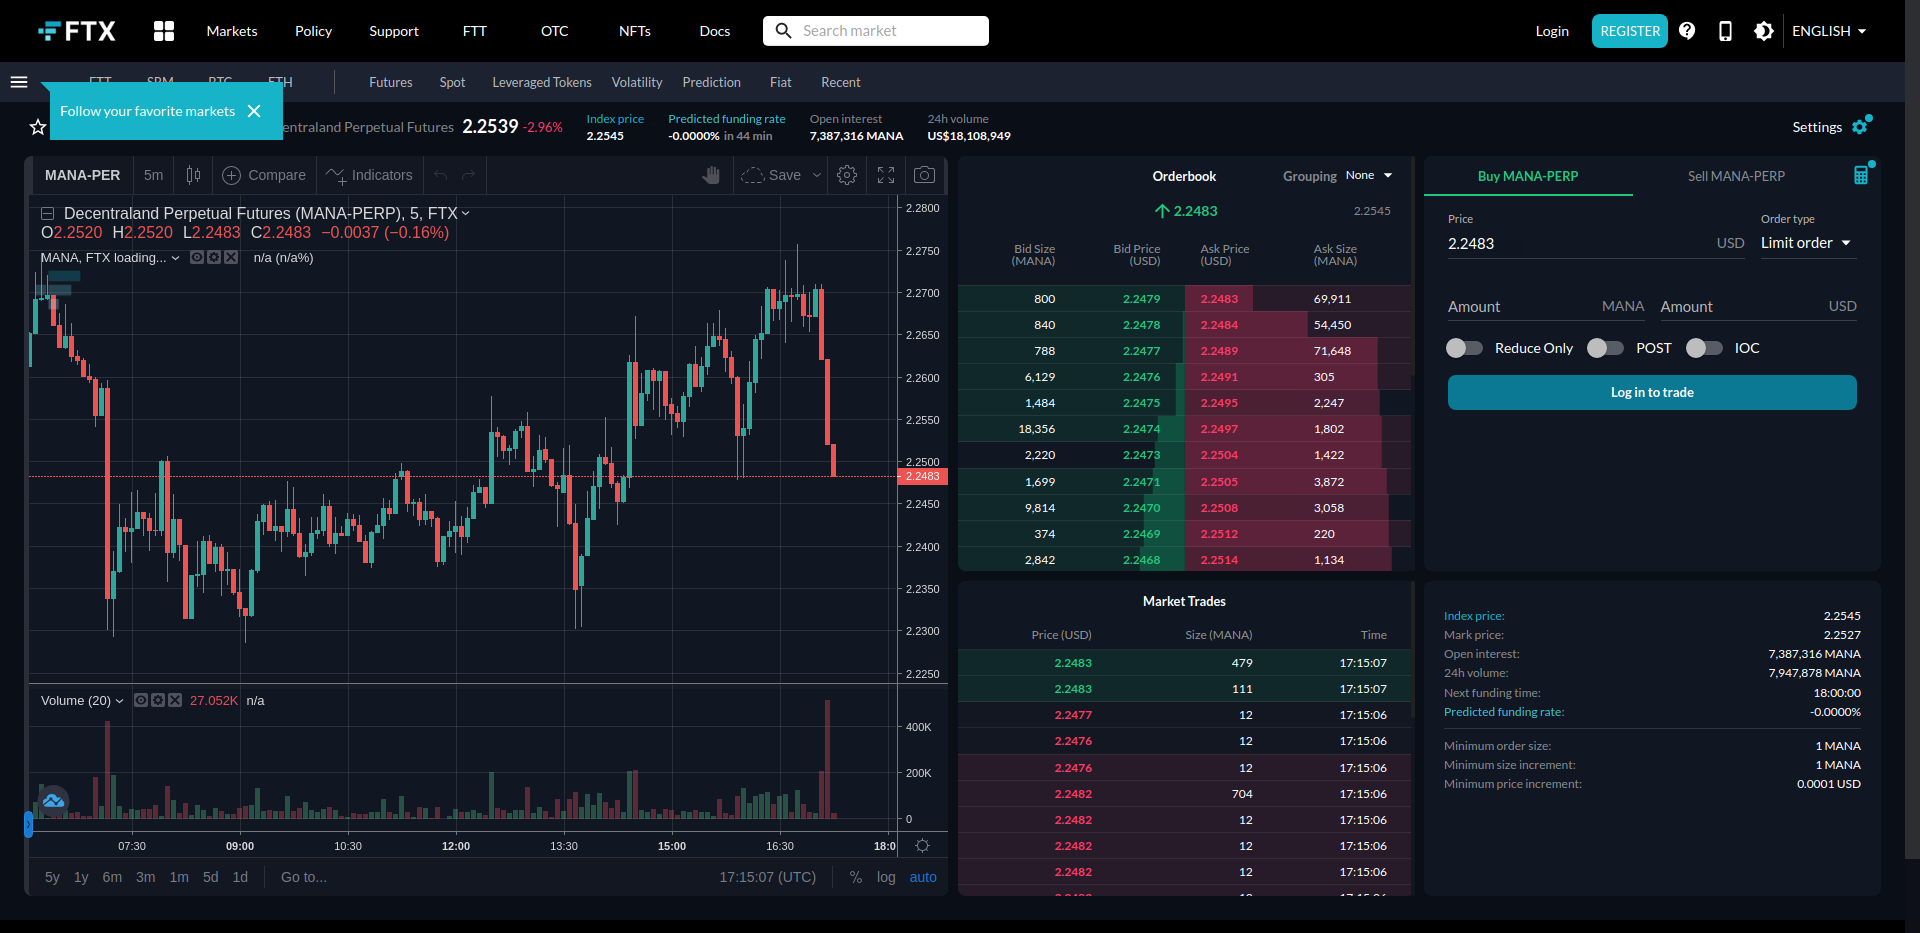 FTX
Markets
Policy
Support
FTT
OTC
NFTs
Docs
Search market
Login
REGISTER
ENGLISH
FTT
SRM
BTC
ETH
Futures
Spot
Leveraged Tokens
Volatility
Prediction
Fiat
Recent
Follow your favorite markets
entraland Perpetual Futures
2.2539 -2.96%
Index price
2.2545
Predicted funding rate
-0.0000% in 44 min
Open interest
7,387,316 MANA
24h volume
US$18,108,949
Settings
MANA-PER
5m
Compare
Indicators
Save
Decentraland Perpetual Futures (MANA-PERP), 5, FTX
O2.2520 H2.2520 L2.2483 C2.2483 −0.0037 (−0.16%)
MANA, FTX loading...
n/a (n/a%)
2.2800
2.2750
2.2700
2.2650
2.2600
2.2550
2.2500
2.2483
2.2450
2.2400
2.2350
2.2300
2.2250
Volume (20)
27.052K n/a
400K
200K
0
07:30
09:00
10:30
12:00
13:30
15:00
16:30
18:0
5y
1y
6m
3m
1m
5d
1d
Go to...
17:15:07 (UTC)
%
log
auto
Orderbook
Grouping None
2.2483
2.2545
Bid Size (MANA)
Bid Price (USD)
Ask Price (USD)
Ask Size (MANA)
800 2.2479 2.2483 69,911
840 2.2478 2.2484 54,450
788 2.2477 2.2489 71,648
6,129 2.2476 2.2491 305
1,484 2.2475 2.2495 2,247
18,356 2.2474 2.2497 1,802
2,220 2.2473 2.2504 1,422
1,699 2.2471 2.2505 3,872
9,814 2.2470 2.2508 3,058
374 2.2469 2.2512 220
2,842 2.2468 2.2514 1,134
Market Trades
Price (USD) Size (MANA) Time
2.2483 479 17:15:07
2.2483 111 17:15:07
2.2477 12 17:15:06
2.2476 12 17:15:06
2.2476 12 17:15:06
2.2482 704 17:15:06
2.2482 12 17:15:06
2.2482 12 17:15:06
2.2482 12 17:15:06
Buy MANA-PERP
Sell MANA-PERP
Price
2.2483 USD
Order type
Limit order
Amount MANA
Amount USD
Reduce Only
POST
IOC
Log in to trade
Index price: 2.2545
Mark price: 2.2527
Open interest: 7,387,316 MANA
24h volume: 7,947,878 MANA
Next funding time: 18:00:00
Predicted funding rate: -0.0000%
Minimum order size: 1 MANA
Minimum size increment: 1 MANA
Minimum price increment: 0.0001 USD